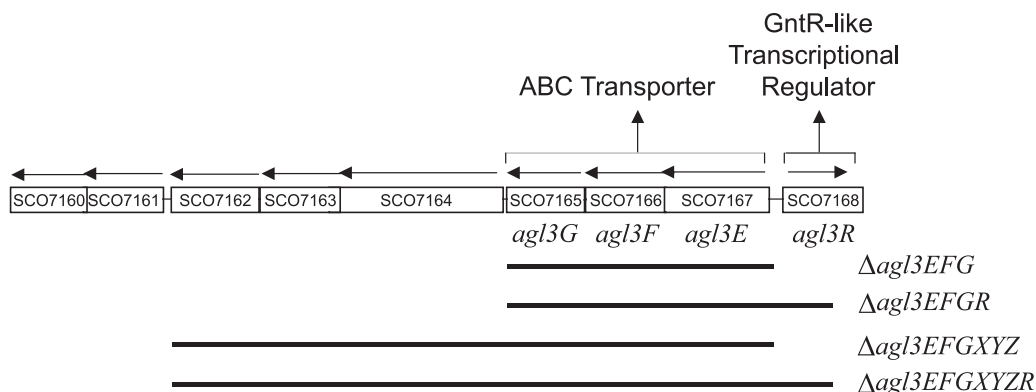 GntR-like
Transcriptional
Regulator
ABC Transporter
SCO7160 SCO7161 SCO7162 SCO7163 SCO7164 SCO7165 SCO7166 SCO7167 SCO7168
agl3G agl3F agl3E agl3R
Δagl3EFG
Δagl3EFGR
Δagl3EFGXYZ
Δagl3EFGXYZR